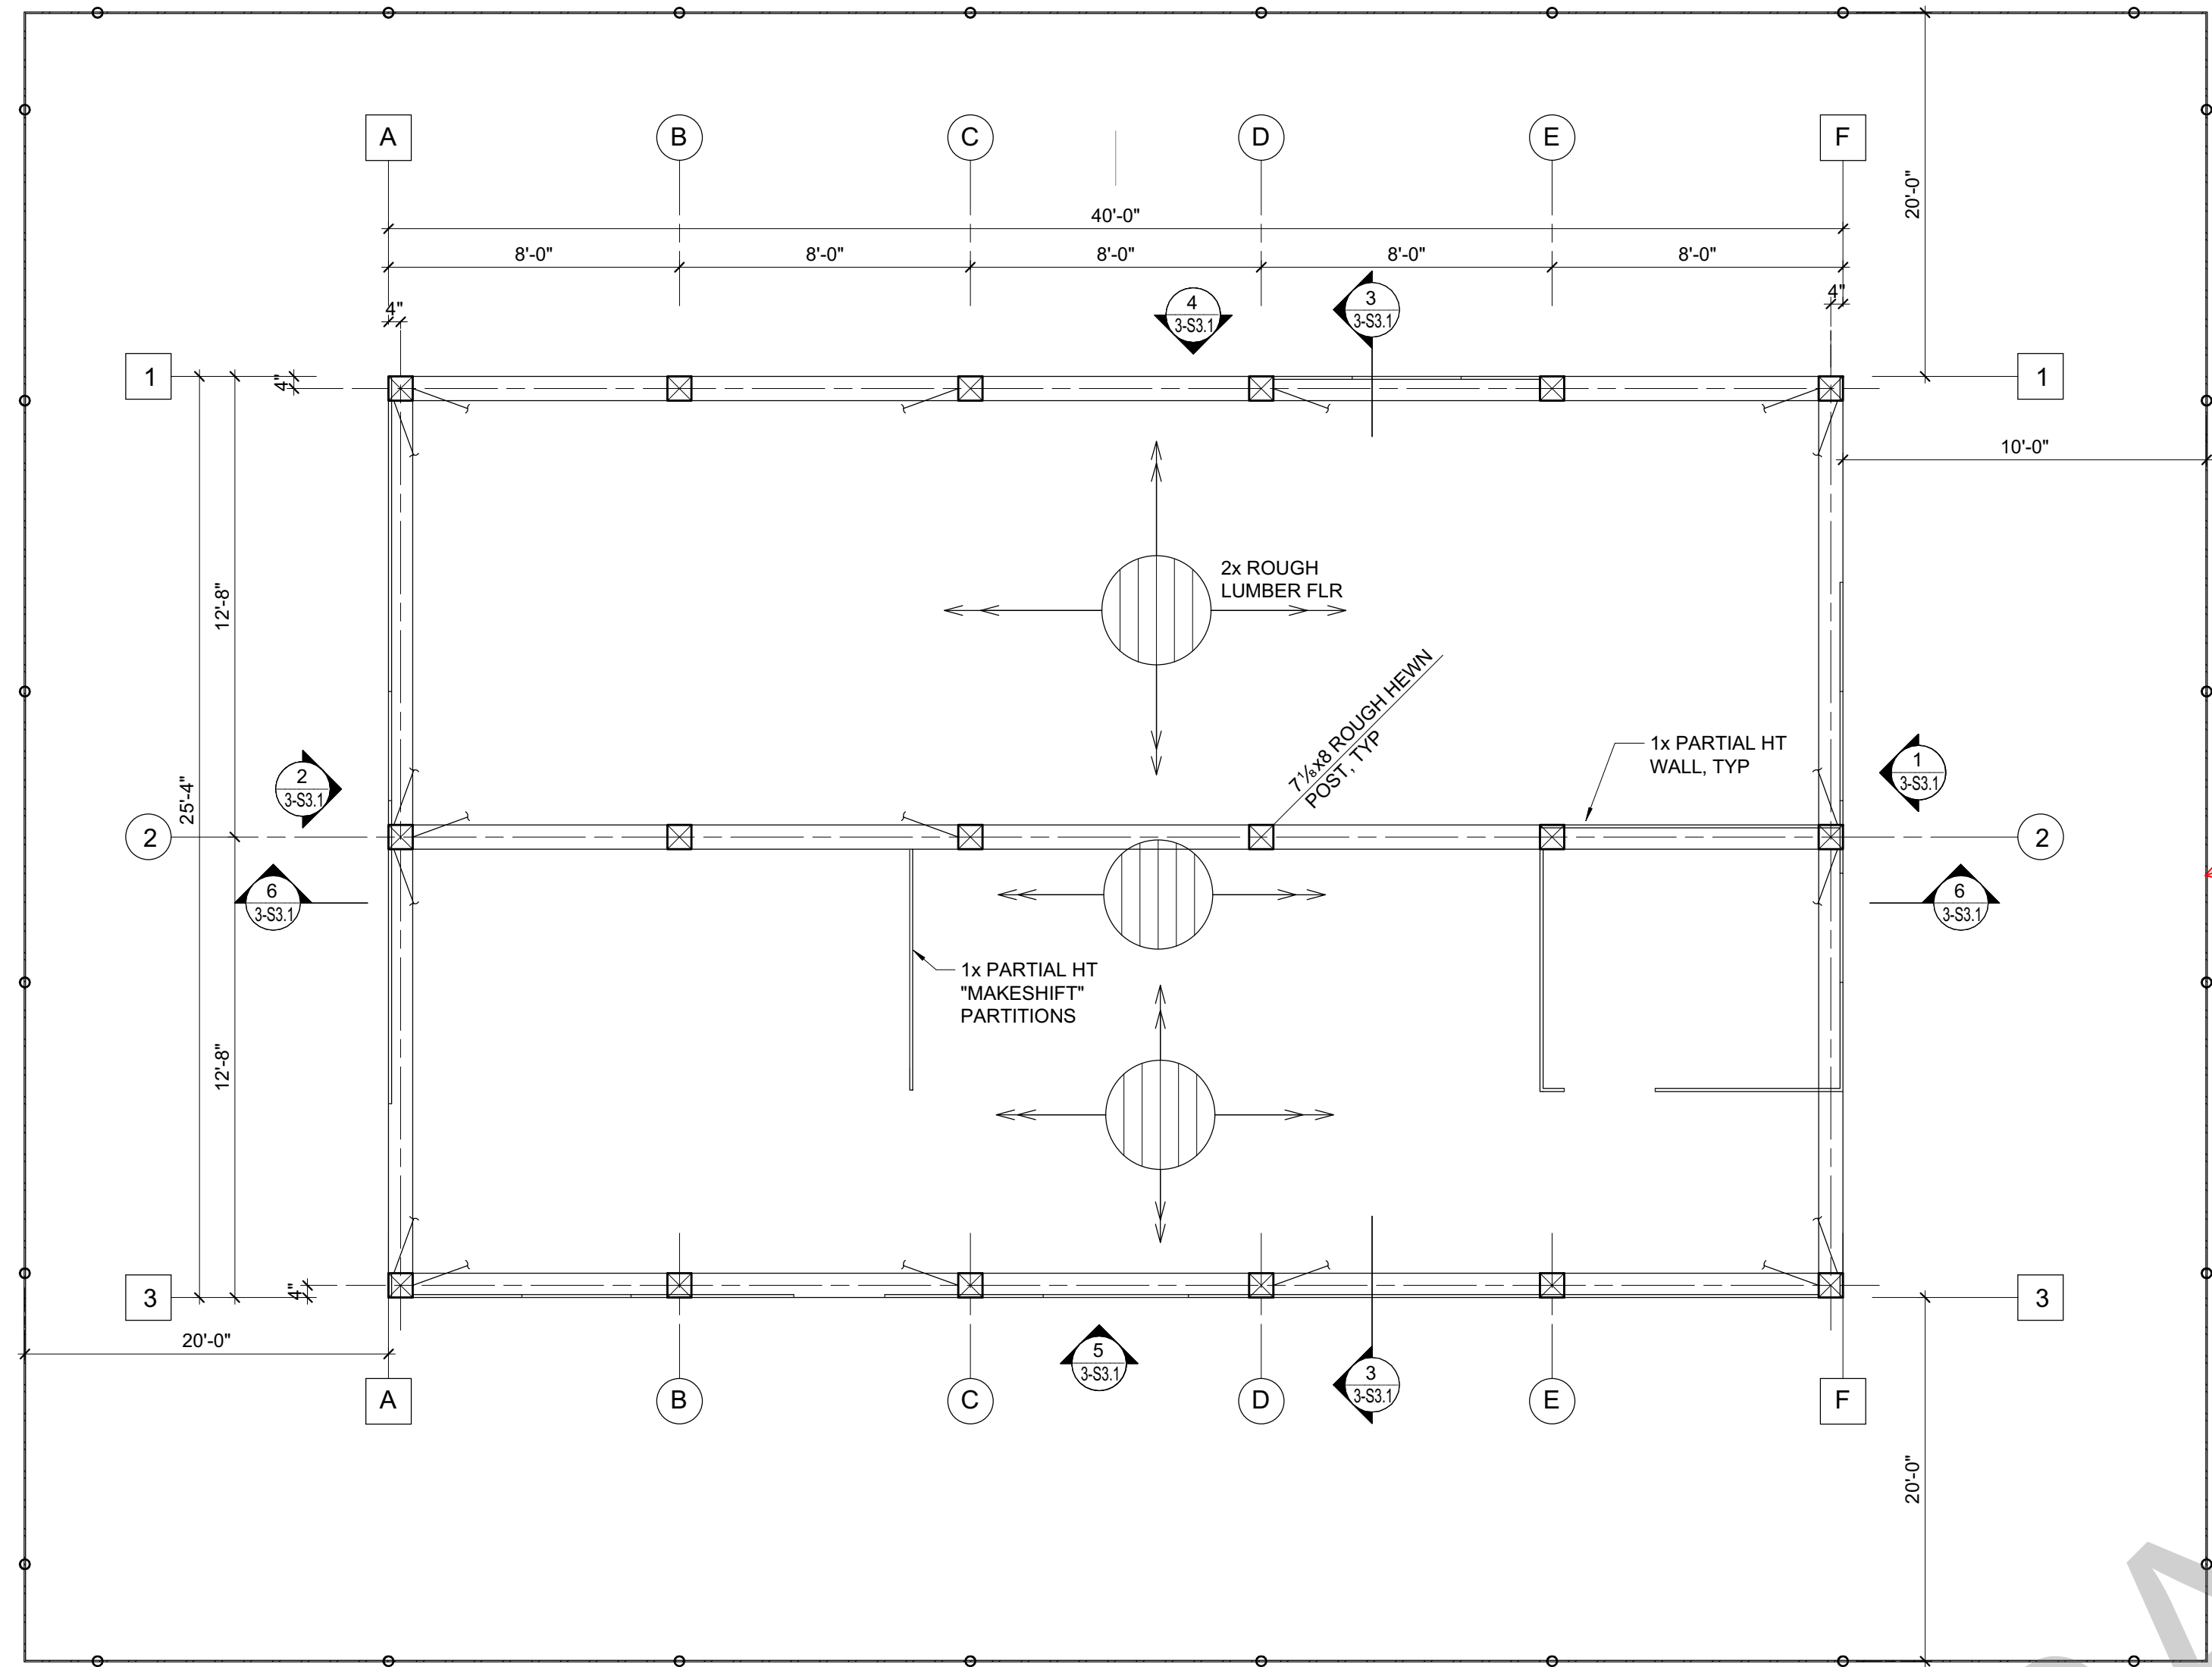 A
B
C
D
E
F
20'-0"
40'-0"
8'-0"
8'-0"
8'-0"
8'-0"
8'-0"
4"
4
3-S3.1
3
3-S3.1
4"
1
4"
1
10'-0"
12'-8"
2x ROUGH
LUMBER FLR
7⅛x8 ROUGH HEWN
POST, TYP
1x PARTIAL HT
WALL, TYP
2
3-S3.1
1
3-S3.1
25'-4"
2
2
6
3-S3.1
6
3-S3.1
1x PARTIAL HT
"MAKESHIFT"
PARTITIONS
12'-8"
3
4"
3
20'-0"
5
3-S3.1
3
3-S3.1
A
B
C
D
E
F
20'-0"